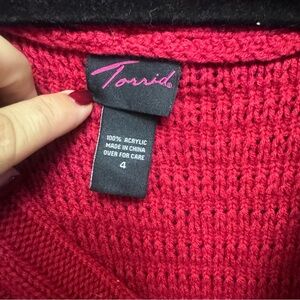 Torrid
100% ACRYLIC
MADE IN CHINA
OVER FOR CARE
4